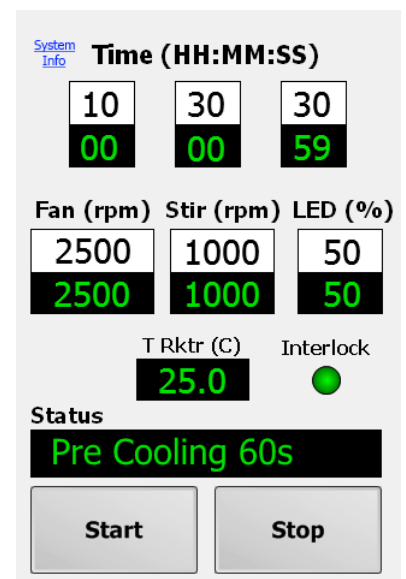 System
Info
Time (HH:MM:SS)
10 30 30
00 00 59
Fan (rpm) Stir (rpm) LED (%)
2500 1000 50
2500 1000 50
T Rktr (C) Interlock
25.0
Status
Pre Cooling 60s
Start Stop